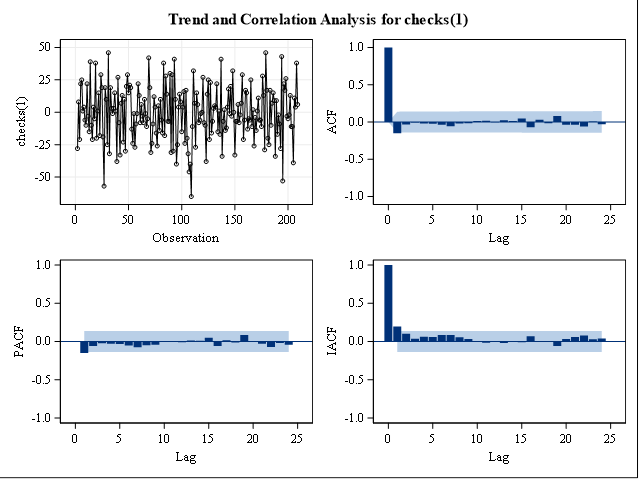 Trend and Correlation Analysis for checks(1)
50
25
0
-25
-50
checks(1)
0 50 100 150 200
Observation
1.0
0.5
0.0
-0.5
-1.0
ACF
0 5 10 15 20 25
Lag
1.0
0.5
0.0
-0.5
-1.0
PACF
0 5 10 15 20 25
Lag
1.0
0.5
0.0
-0.5
-1.0
IACF
0 5 10 15 20 25
Lag